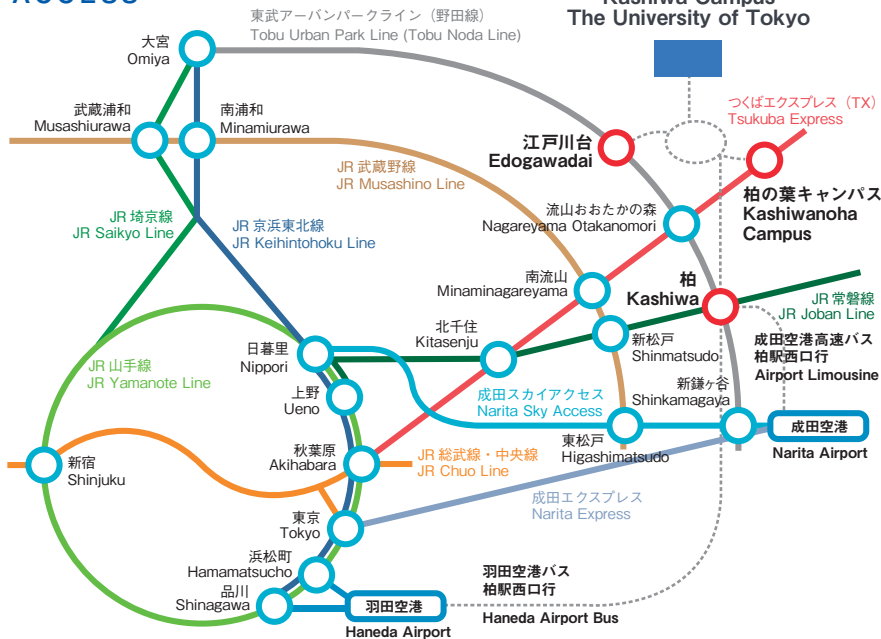 ACCESS
Kashiwa Campus
The University of Tokyo
東武アーバンパークライン（野田線）
Tobu Urban Park Line (Tobu Noda Line)
大宮
Omiya
つくばエクスプレス（TX）
Tsukuba Express
武蔵浦和
Musashiurawa
南浦和
Minamiurawa
江戸川台
Edogawadai
JR 武蔵野線
JR Musashino Line
柏の葉キャンパス
Kashiwanoha
Campus
流山おおたかの森
Nagareyama Otakanomori
JR 埼京線
JR Saikyo Line
JR 京浜東北線
JR Keihintohoku Line
南流山
Minaminagareyama
柏
Kashiwa
JR 常磐線
JR Joban Line
北千住
Kitasenju
日暮里
Nippori
新松戸
Shinmatsudo
成田空港高速バス
柏駅西口行
Airport Limousine
JR 山手線
JR Yamanote Line
上野
Ueno
成田スカイアクセス
Narita Sky Access
新鎌ヶ谷
Shinkamagaya
成田空港
Narita Airport
東松戸
Higashimatsudo
新宿
Shinjuku
秋葉原
Akihabara
JR 総武線・中央線
JR Chuo Line
成田エクスプレス
Narita Express
東京
Tokyo
浜松町
Hamamatsucho
品川
Shinagawa
羽田空港
Haneda Airport
羽田空港バス
柏駅西口行
Haneda Airport Bus